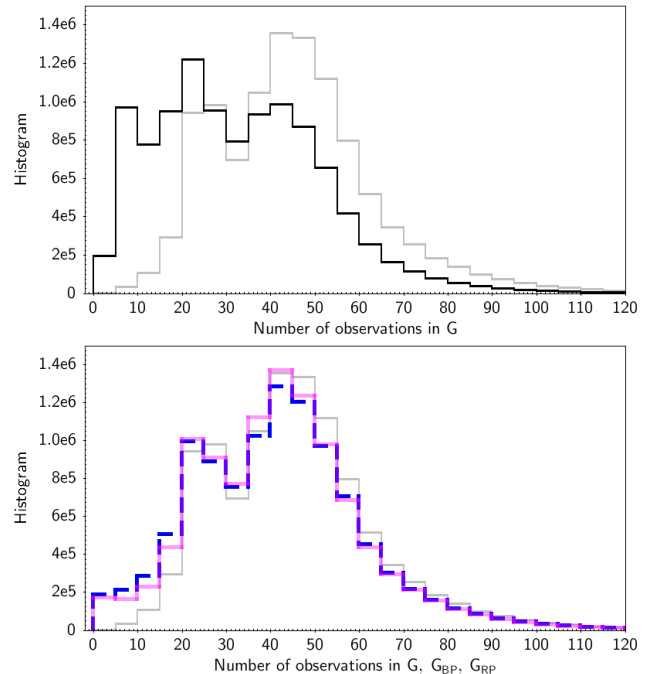 1.4e6
1.2e6
1.0e6
8e5
6e5
4e5
2e5
0
Histogram
0 10 20 30 40 50 60 70 80 90 100 110 120
Number of observations in G
1.4e6
1.2e6
1.0e6
8e5
6e5
4e5
2e5
0
Histogram
0 10 20 30 40 50 60 70 80 90 100 110 120
Number of observations in G, G_BP, G_RP